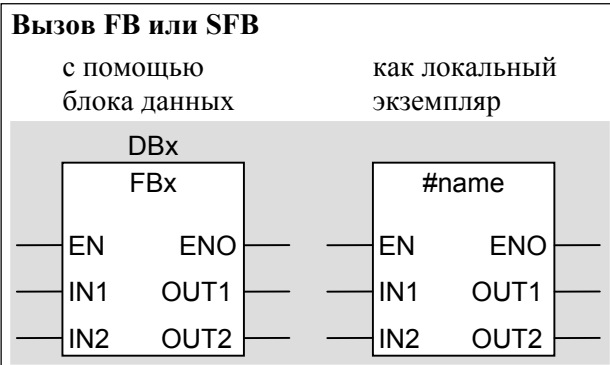 Вызов FB или SFB
с помощью как локальный
блока данных экземпляр
DBx
FBx #name
EN ENO EN ENO
IN1 OUT1 IN1 OUT1
IN2 OUT2 IN2 OUT2